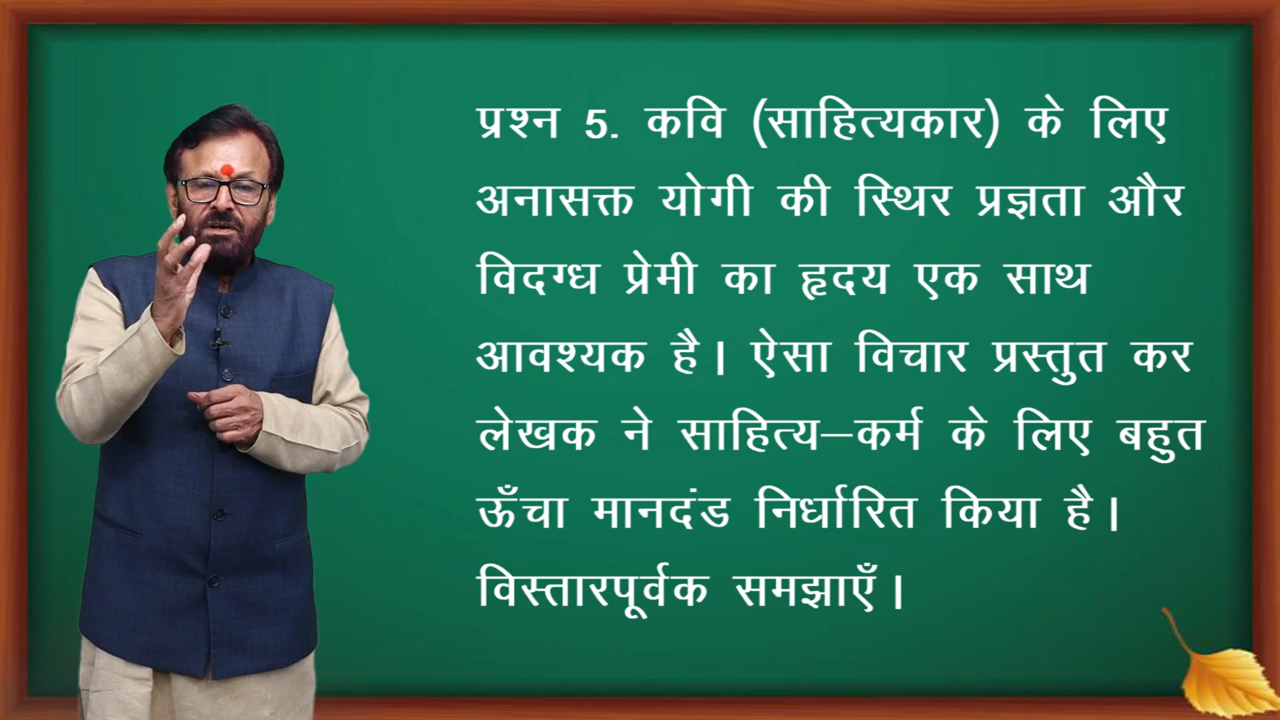 प्रश्न 5. कवि (साहित्यकार) के लिए
अनासक्त योगी की स्थिर प्रज्ञता और
विदग्ध प्रेमी का हृदय एक साथ
आवश्यक है। ऐसा विचार प्रस्तुत कर
लेखक ने साहित्य–कर्म के लिए बहुत
ऊँचा मानदंड निर्धारित किया है।
विस्तारपूर्वक समझाएँ।